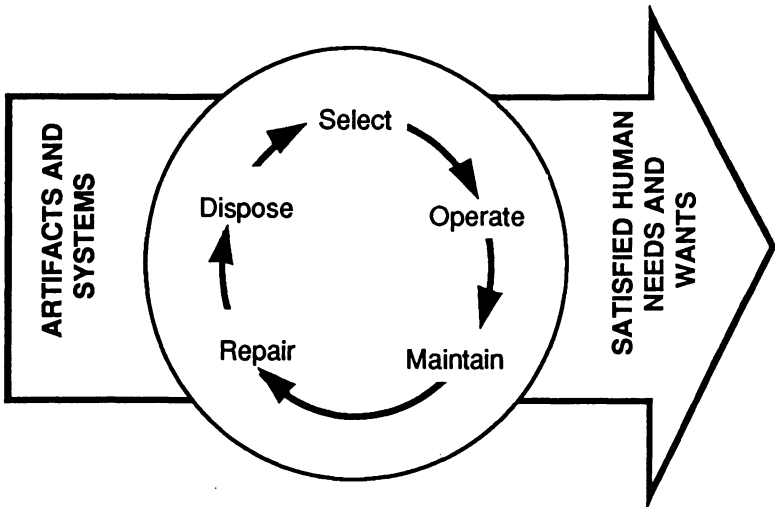 ARTIFACTS AND
SYSTEMS
Select
Operate
Maintain
Repair
Dispose
SATISFIED HUMAN
NEEDS AND
WANTS